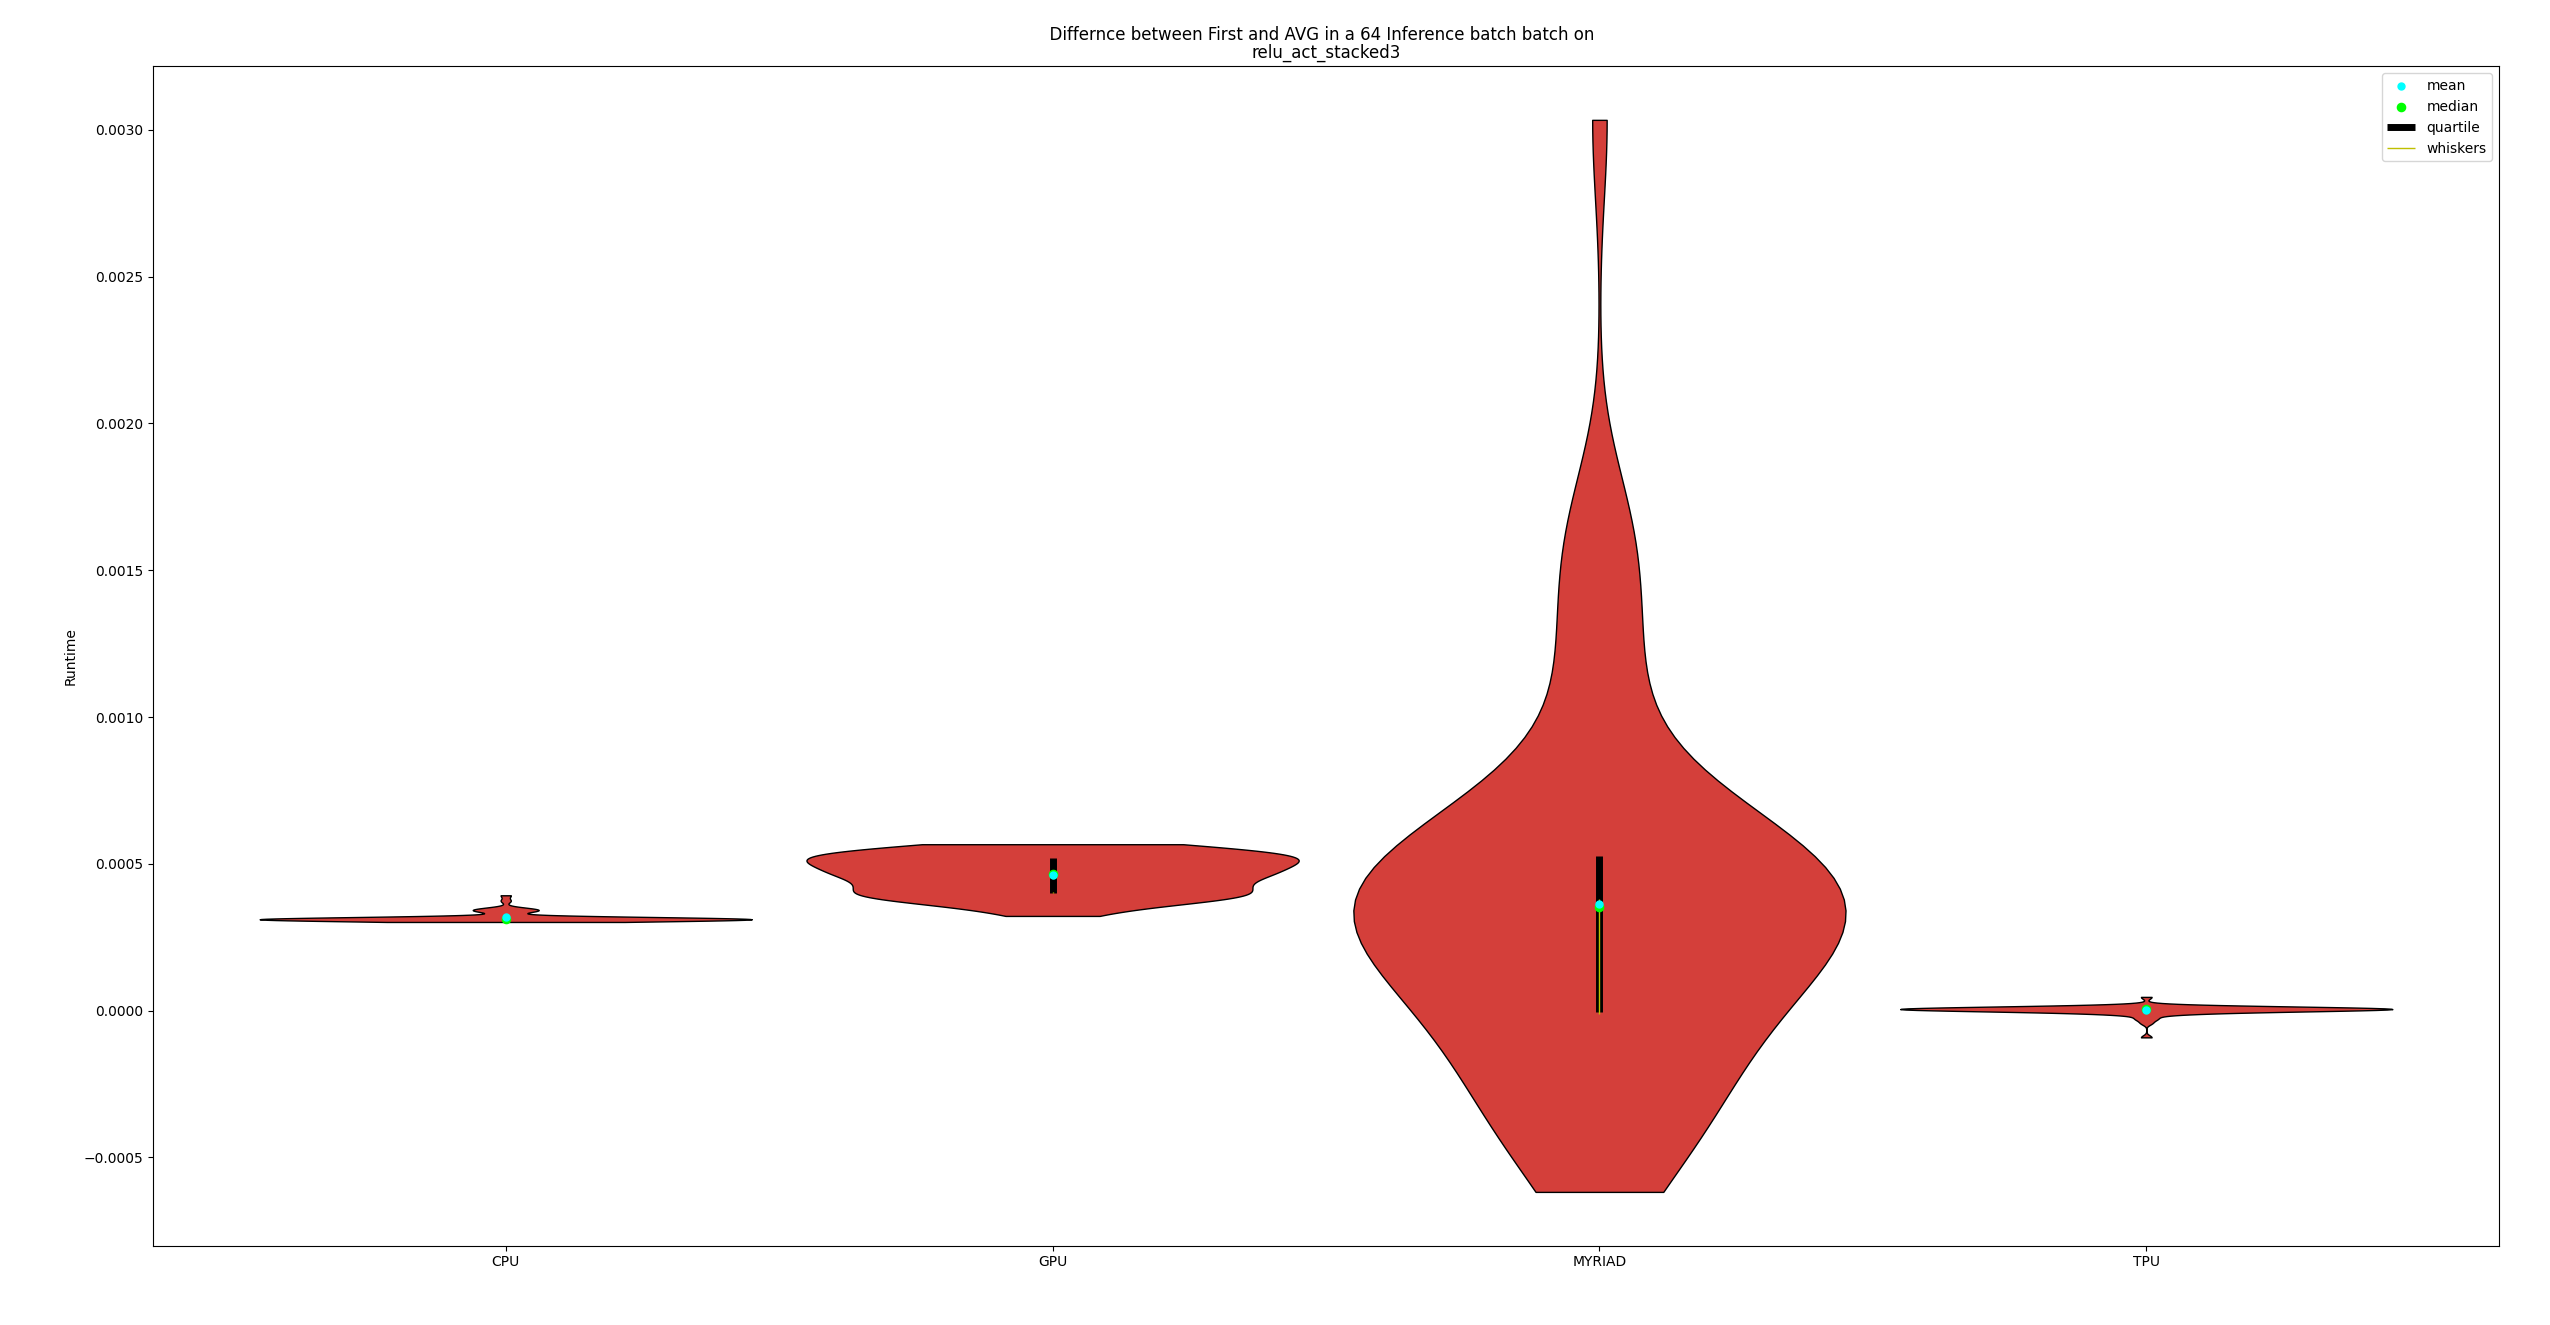 Differnce between First and AVG in a 64 Inference batch batch on
relu_act_stacked3
mean
median
quartile
whiskers
0.0030
0.0025
0.0020
0.0015
0.0010
0.0005
0.0000
−0.0005
Runtime
CPU
GPU
MYRIAD
TPU